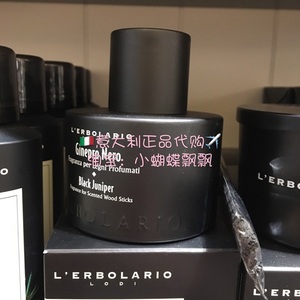 L'ERBOLARIO
🇮🇹意大利正品代购✈
小蝴蝶飘飘
Ginepro Nero
Fragranza per Legni Profumati
Black Juniper
Fragrance for Scented Wood Sticks
L'ERBOLARIO
LODI
L'ERBO